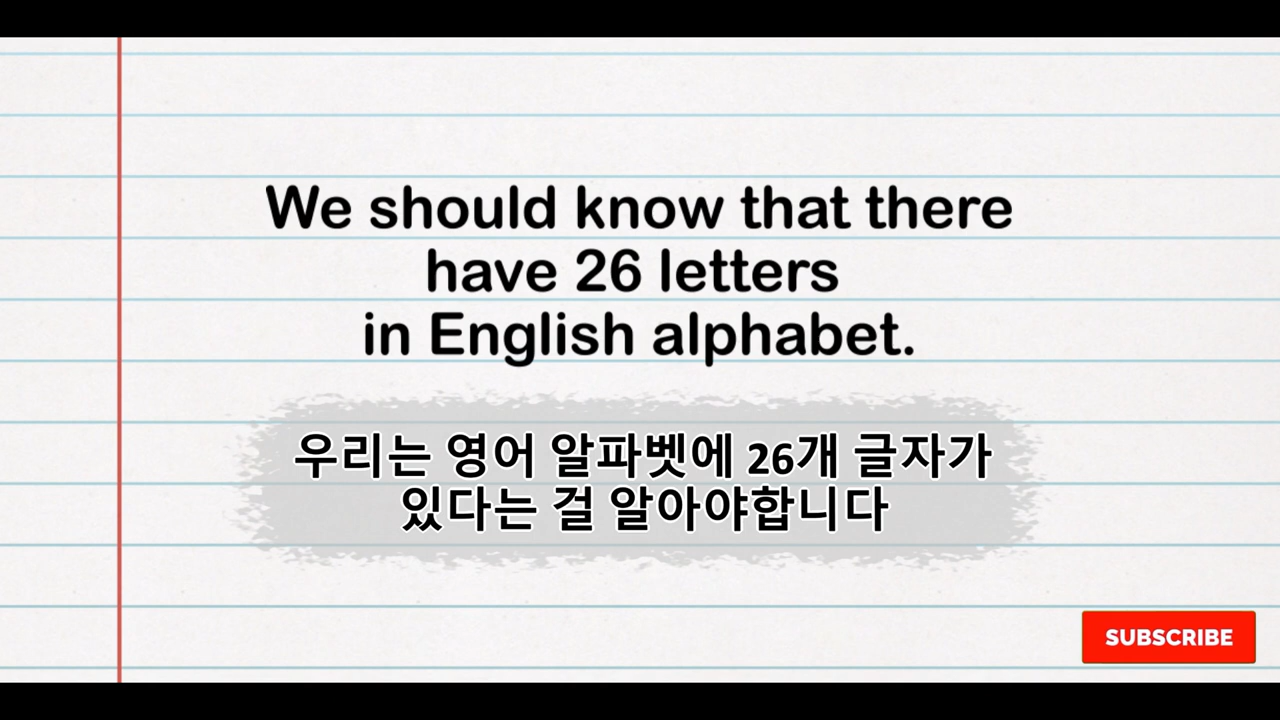 We should know that there
have 26 letters
in English alphabet.
우리는 영어 알파벳에 26개 글자가
있다는 걸 알아야합니다
SUBSCRIBE